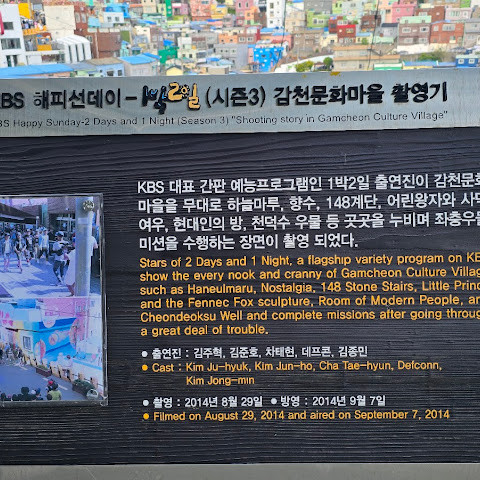 KBS 해피선데이-1박2일 (시즌3) 감천문화마을 촬영기
KBS Happy Sunday-2 Days and 1 Night (Season 3) "Shooting story in Gamcheon Culture Village"
KBS 대표 간판 예능프로그램인 1박2일 출연진이 감천문화
마을을 무대로 하늘마루, 향수, 148계단, 어린왕자와 사막
여우, 현대인의 방, 천덕수 우물 등 곳곳을 누비며 좌충우
미션을 수행하는 장면이 촬영 되었다.
Stars of 2 Days and 1 Night, a flagship variety program on KB
show the every nook and cranny of Gamcheon Culture Villag
such as Haneulmaru, Nostalgia, 148 Stone Stairs, Little Princ
and the Fennec Fox sculpture, Room of Modern People, an
Cheondeoksu Well and complete missions after going throug
a great deal of trouble.
• 출연진 : 김주혁, 김준호, 차태현, 데프콘, 김종민
• Cast : Kim Ju-hyuk, Kim Jun-ho, Cha Tae-hyun, Defconn,
Kim Jong-min
• 촬영 : 2014년 8월 29일 • 방영 : 2014년 9월 7일
• Filmed on August 29, 2014 and aired on September 7, 2014